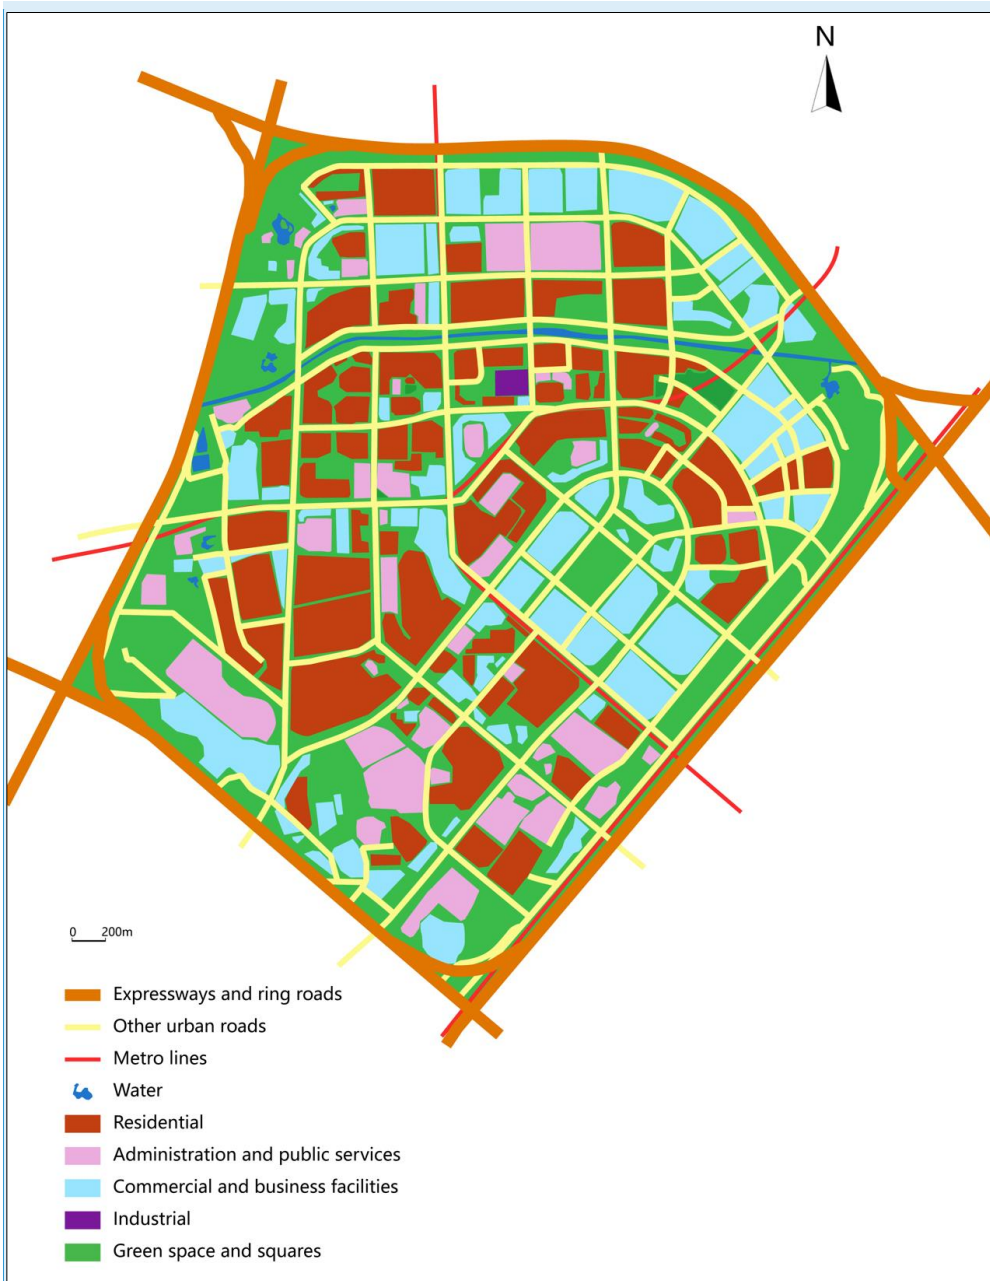 N
0 200m
Expressways and ring roads
Other urban roads
Metro lines
Water
Residential
Administration and public services
Commercial and business facilities
Industrial
Green space and squares